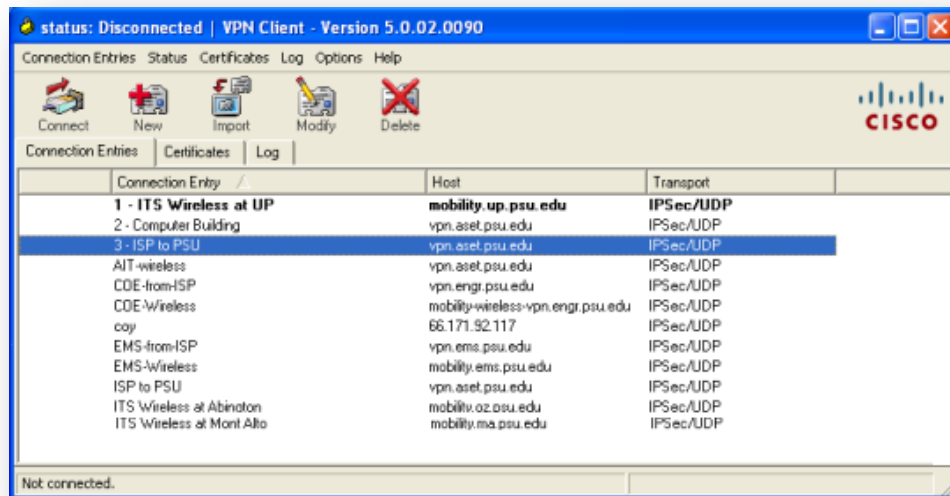 status: Disconnected | VPN Client - Version 5.0.02.0090
Connection Entries Status Certificates Log Options Help
Connect New Import Modify Delete
CISCO
Connection Entries Certificates Log
Connection Entry Host Transport
1 - ITS Wireless at UP mobility.up.psu.edu IPSec/UDP
2 - Computer Building vpn.aset.psu.edu IPSec/UDP
3 - ISP to PSU vpn.aset.psu.edu IPSec/UDP
AIT-wireless vpn.aset.psu.edu IPSec/UDP
COE-from-ISP vpn.engr.psu.edu IPSec/UDP
COE-Wireless mobility-wireless-vpn.engr.psu.edu IPSec/UDP
coy 66.171.92.117 IPSec/UDP
EMS-from-ISP vpn.ems.psu.edu IPSec/UDP
EMS-Wireless mobility.ems.psu.edu IPSec/UDP
ISP to PSU vpn.aset.psu.edu IPSec/UDP
ITS Wireless at Abington mobility.oz.psu.edu IPSec/UDP
ITS Wireless at Mont Alto mobility.ma.psu.edu IPSec/UDP
Not connected.